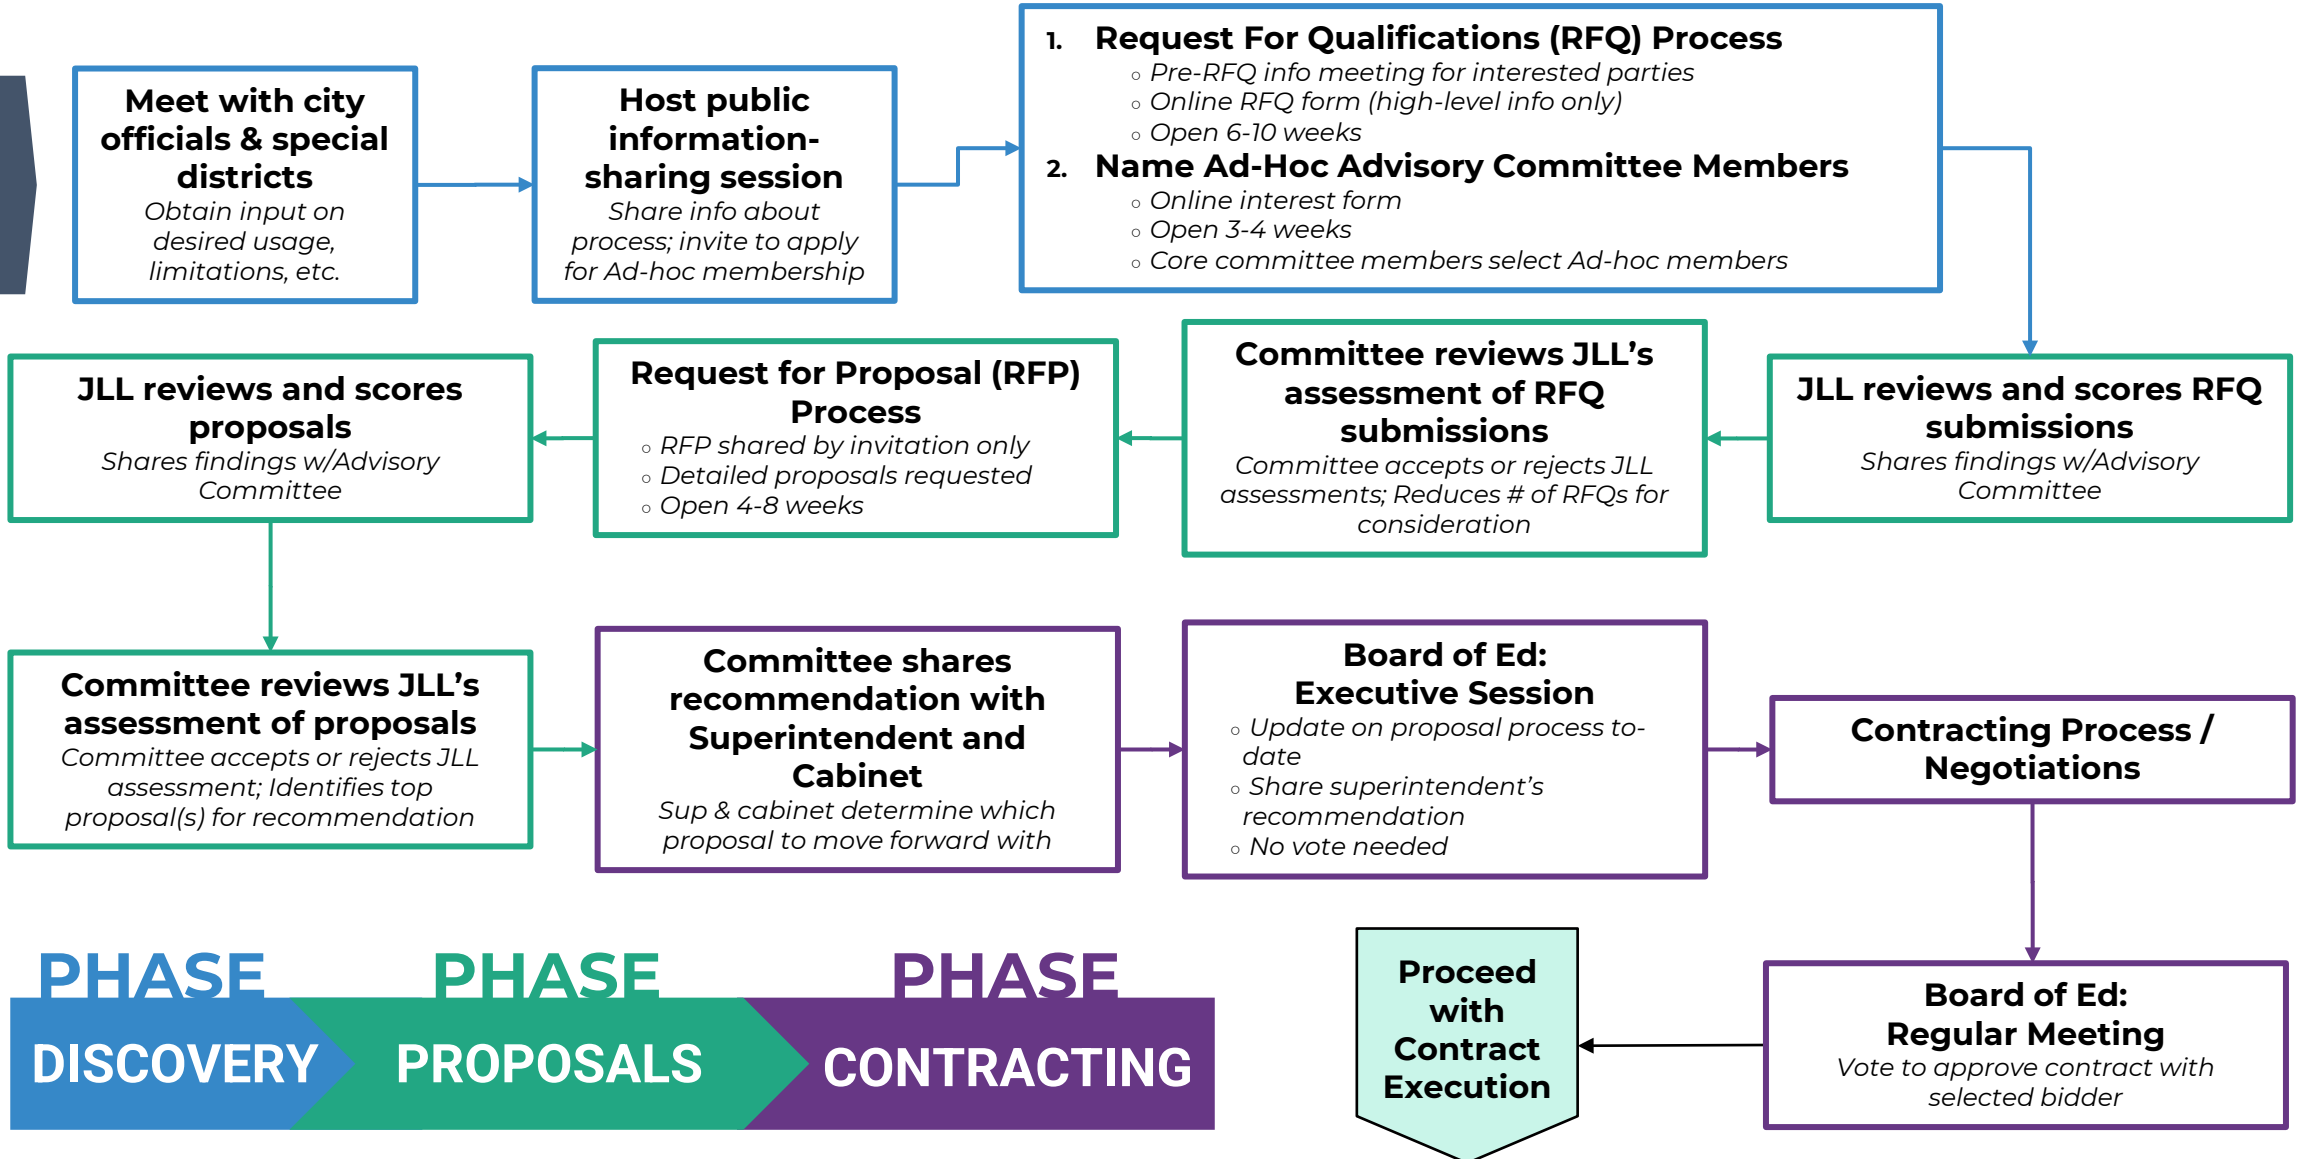 Meet with city
officials & special
districts
Obtain input on
desired usage,
limitations, etc.
Host public
information-
sharing session
Share info about
process; invite to apply
for Ad-hoc membership
1. Request For Qualifications (RFQ) Process
○ Pre-RFQ info meeting for interested parties
○ Online RFQ form (high-level info only)
○ Open 6-10 weeks
2. Name Ad-Hoc Advisory Committee Members
○ Online interest form
○ Open 3-4 weeks
○ Core committee members select Ad-hoc members
JLL reviews and scores RFQ
submissions
Shares findings w/Advisory
Committee
Committee reviews JLL’s
assessment of RFQ
submissions
Committee accepts or rejects JLL
assessments; Reduces # of RFQs for
consideration
Request for Proposal (RFP)
Process
○ RFP shared by invitation only
○ Detailed proposals requested
○ Open 4-8 weeks
JLL reviews and scores
proposals
Shares findings w/Advisory
Committee
Committee reviews JLL’s
assessment of proposals
Committee accepts or rejects JLL
assessment; Identifies top
proposal(s) for recommendation
Committee shares
recommendation with
Superintendent and
Cabinet
Sup & cabinet determine which
proposal to move forward with
Board of Ed:
Executive Session
○ Update on proposal process to-
date
○ Share superintendent’s
recommendation
○ No vote needed
Contracting Process /
Negotiations
Board of Ed:
Regular Meeting
Vote to approve contract with
selected bidder
Proceed
with
Contract
Execution
PHASE
DISCOVERY
PHASE
PROPOSALS
PHASE
CONTRACTING